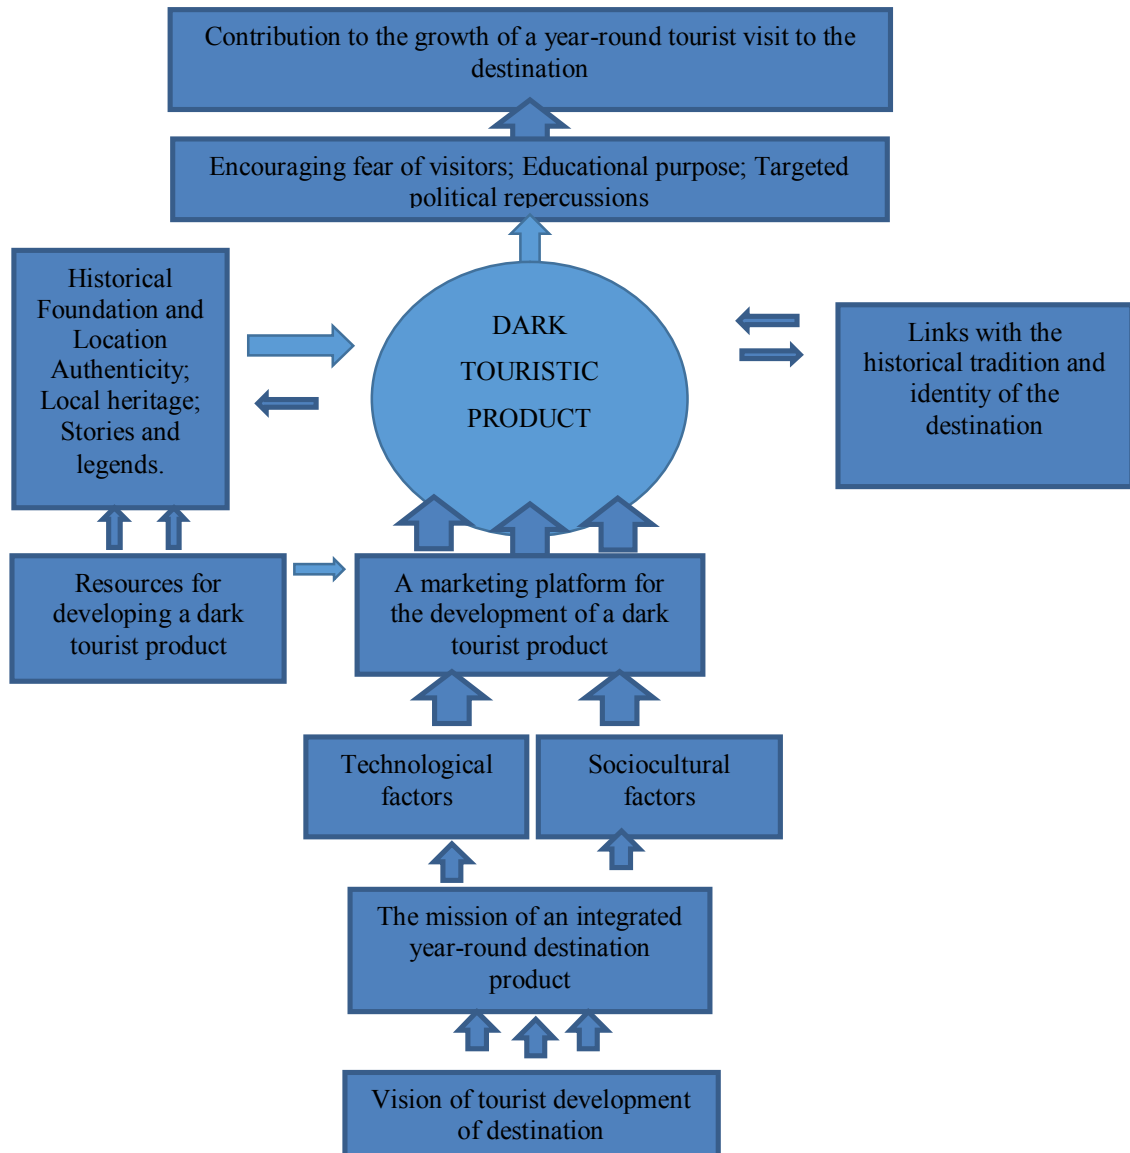 Contribution to the growth of a year-round tourist visit to the
destination
Encouraging fear of visitors; Educational purpose; Targeted
political repercussions
Historical
Foundation and
Location
Authenticity;
Local heritage;
Stories and
legends.
DARK
TOURISTIC
PRODUCT
Links with the
historical tradition and
identity of the
destination
Resources for
developing a dark
tourist product
A marketing platform for
the development of a dark
tourist product
Technological
factors
Sociocultural
factors
The mission of an integrated
year-round destination
product
Vision of tourist development
of destination